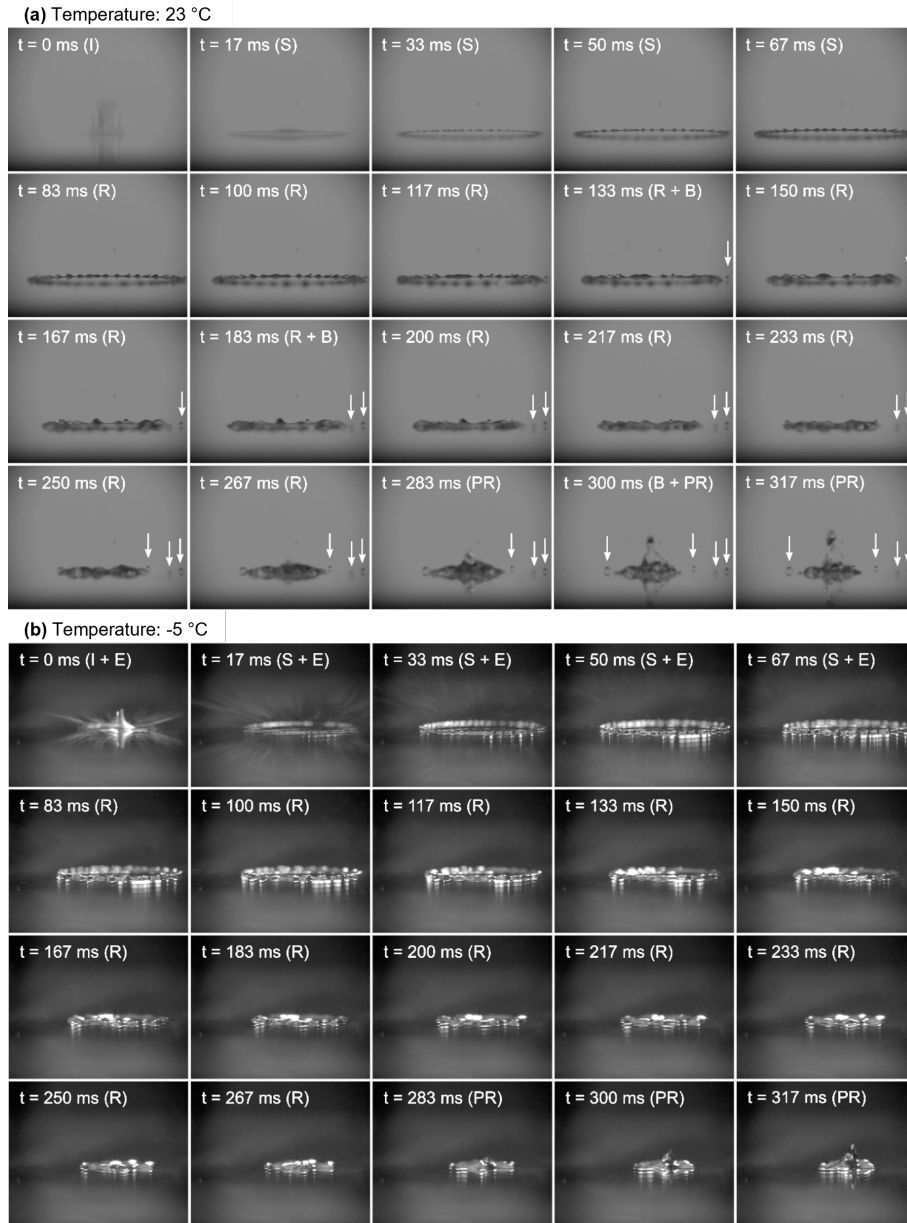 (a) Temperature: 23 °C
t = 0 ms (I)
t = 17 ms (S)
t = 33 ms (S)
t = 50 ms (S)
t = 67 ms (S)
t = 83 ms (R)
t = 100 ms (R)
t = 117 ms (R)
t = 133 ms (R + B)
t = 150 ms (R)
t = 167 ms (R)
t = 183 ms (R + B)
t = 200 ms (R)
t = 217 ms (R)
t = 233 ms (R)
t = 250 ms (R)
t = 267 ms (R)
t = 283 ms (PR)
t = 300 ms (B + PR)
t = 317 ms (PR)
(b) Temperature: -5 °C
t = 0 ms (I + E)
t = 17 ms (S + E)
t = 33 ms (S + E)
t = 50 ms (S + E)
t = 67 ms (S + E)
t = 83 ms (R)
t = 100 ms (R)
t = 117 ms (R)
t = 133 ms (R)
t = 150 ms (R)
t = 167 ms (R)
t = 183 ms (R)
t = 200 ms (R)
t = 217 ms (R)
t = 233 ms (R)
t = 250 ms (R)
t = 267 ms (R)
t = 283 ms (PR)
t = 300 ms (PR)
t = 317 ms (PR)